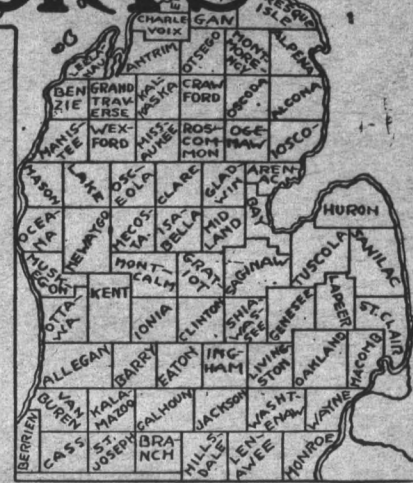 CHARLE-
VOIX
GAN
PRESQUE
ISLE
LEELA-
NAU
ANTRIM
OTSEGO
MONT-
MORE-
NCY
ALPENA
BEN
ZIE
GRAND
TRAV-
ERSE
KAL-
KASKA
CRAW
FORD
OSCODA
ALCONA
MANIS-
TEE
WEX-
FORD
MISS-
AUKEE
ROS-
COM-
MON
OGE-
MAW
IOSCO-
MASON
LAKE
OSC-
EOLA
CLARE
GLAD-
WIN
AREN-
AC
HURON
OCEA-
NA
NEWAYGO
MECOS-
TA-
ISA-
BELLA
MID
LAND
BAY
TUSCOLA
SANILAC
MUSK-
EGON
MONT-
CALM
GRAT-
IOT
SAGINAW
OTTA-
WA
KENT
IONIA
CLINTON
SHIA-
WAS-
SEE
GENESEE
LAPEER
ST. CLAIR
ALLEGAN
BARRY
EATON
ING-
HAM
LIVING-
STON
OAKLAND
MACOMB
VAN
BUREN
KALA-
MAZOO
CALHOUN
JACKSON
WASHT-
ENAW
WAYNE
BERRIEN
CASS
ST.
JOSEPH
BRA-
NCH
HILLS-
DALE
LEN-
AWEE
MONROE